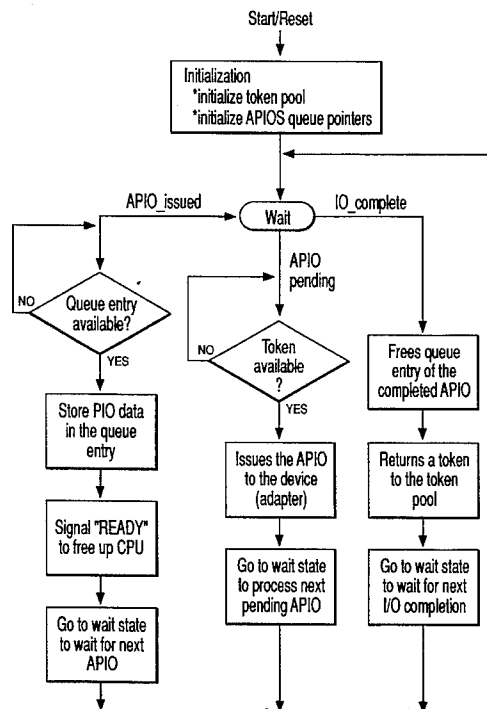 Start/Reset
Initialization
*initialize token pool
*initialize APIOS queue pointers
APIO_issued
Wait
IO_complete
APIO
pending
NO
Queue entry
available?
YES
NO
Token
available
?
YES
Frees queue
entry of the
completed APIO
Store PIO data
in the queue
entry
Issues the APIO
to the device
(adapter)
Returns a token
to the token
pool
Signal "READY"
to free up CPU
Go to wait state
to process next
pending APIO
Go to wait state
to wait for next
I/O completion
Go to wait state
to wait for next
APIO